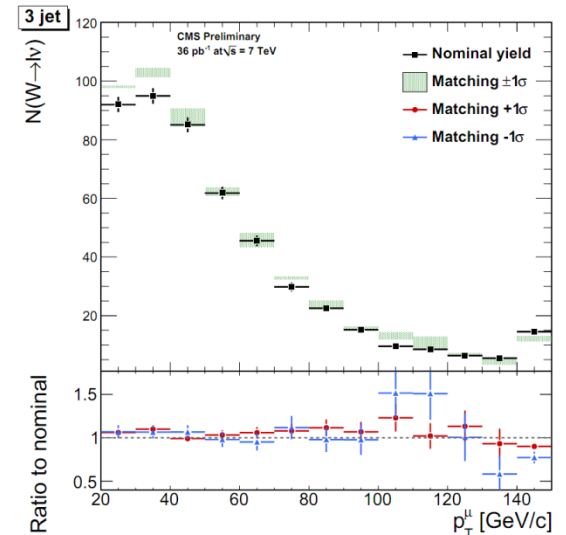 3 jet
CMS Preliminary
36 pb⁻¹ at√s = 7 TeV
N(W→lν)
Nominal yield
Matching ±1σ
Matching +1σ
Matching -1σ
120
100
80
60
40
20
Ratio to nominal
1.5
1
0.5
20 40 60 80 100 120 140
p_T^μ [GeV/c]